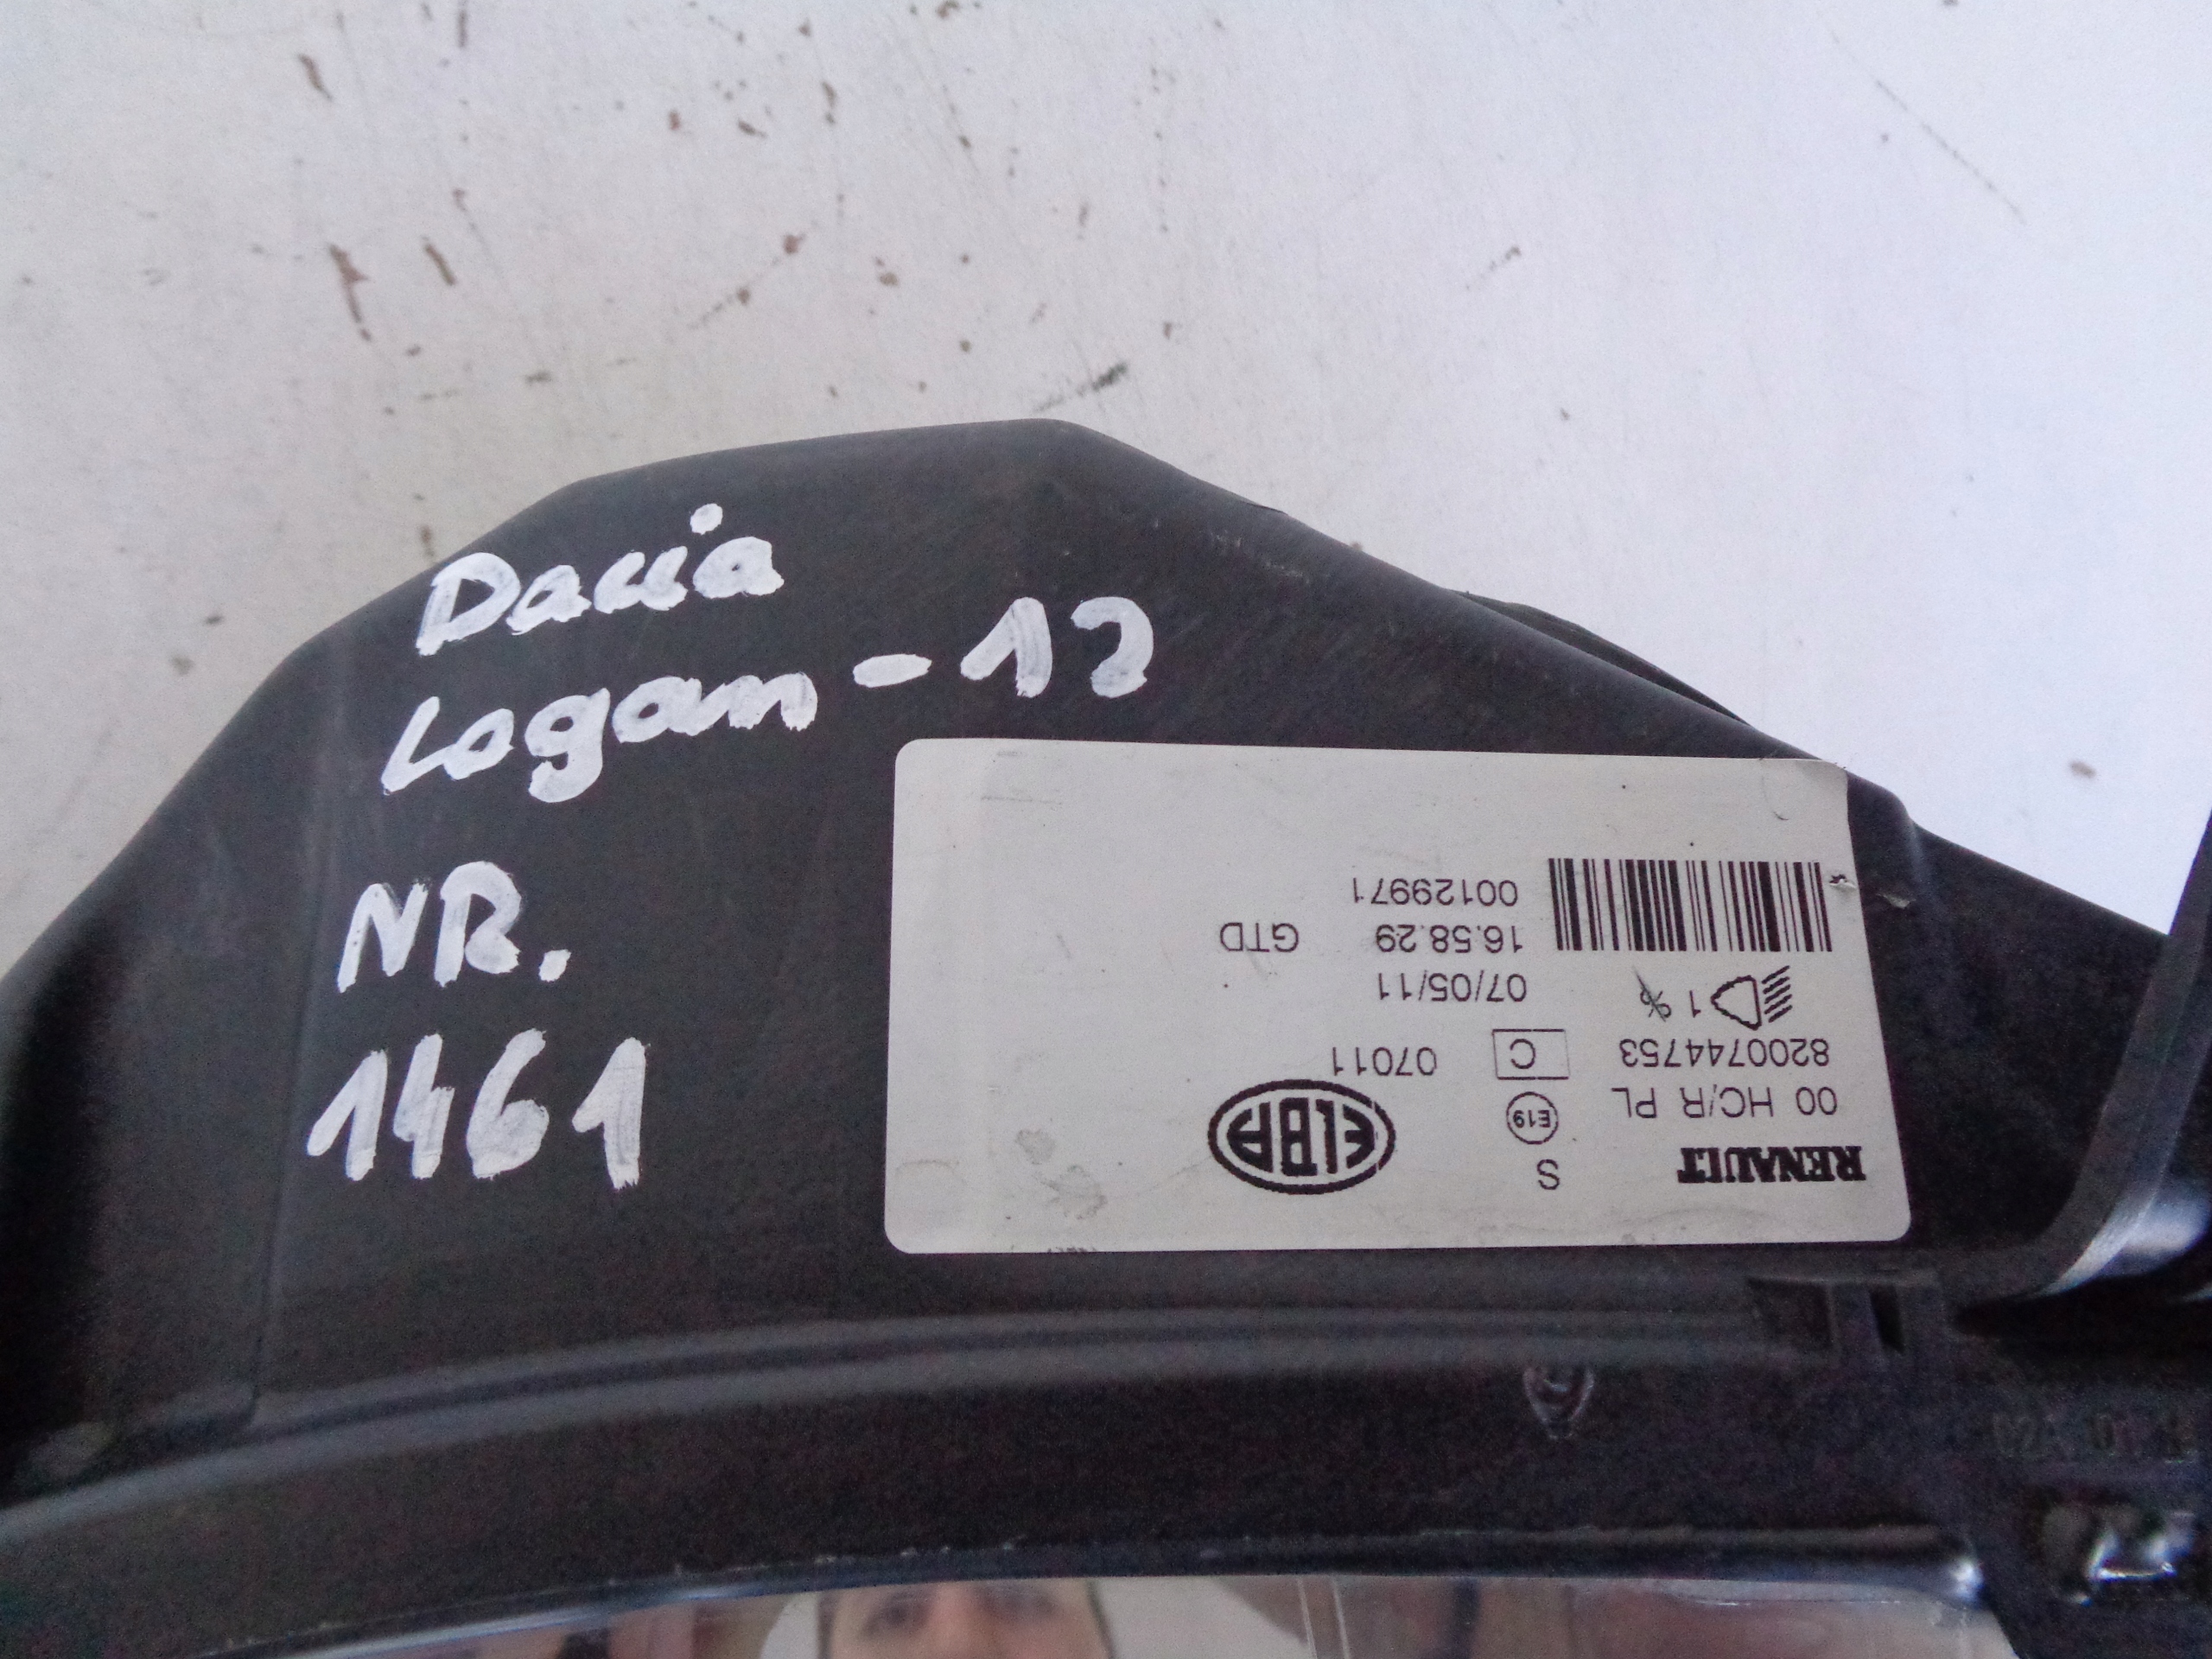 Dacia
Logan-12
NR.
1461
RENAULT
S
ELBA
00 HC/R PL
E19
8200744753
C
07011
1 %
07/05/11
16.58.29
GTD
00129971